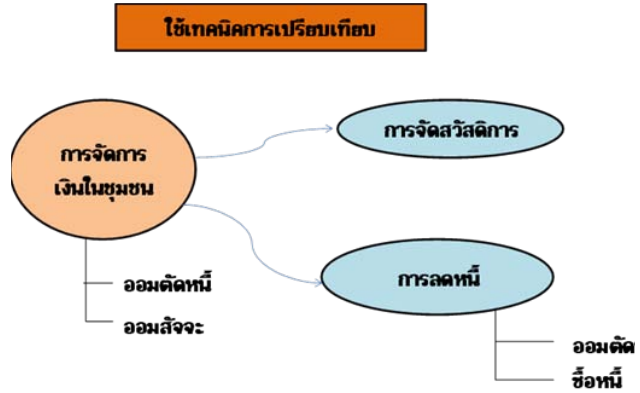 ใช้เทคนิคการเปรียบเทียบ
การจัดการ
เงินในชุมชน
การจัดสวัสดิการ
การลดหนี้
ออมตัดหนี้
ออมสัจจะ
ออมตัด
ซื้อหนี้